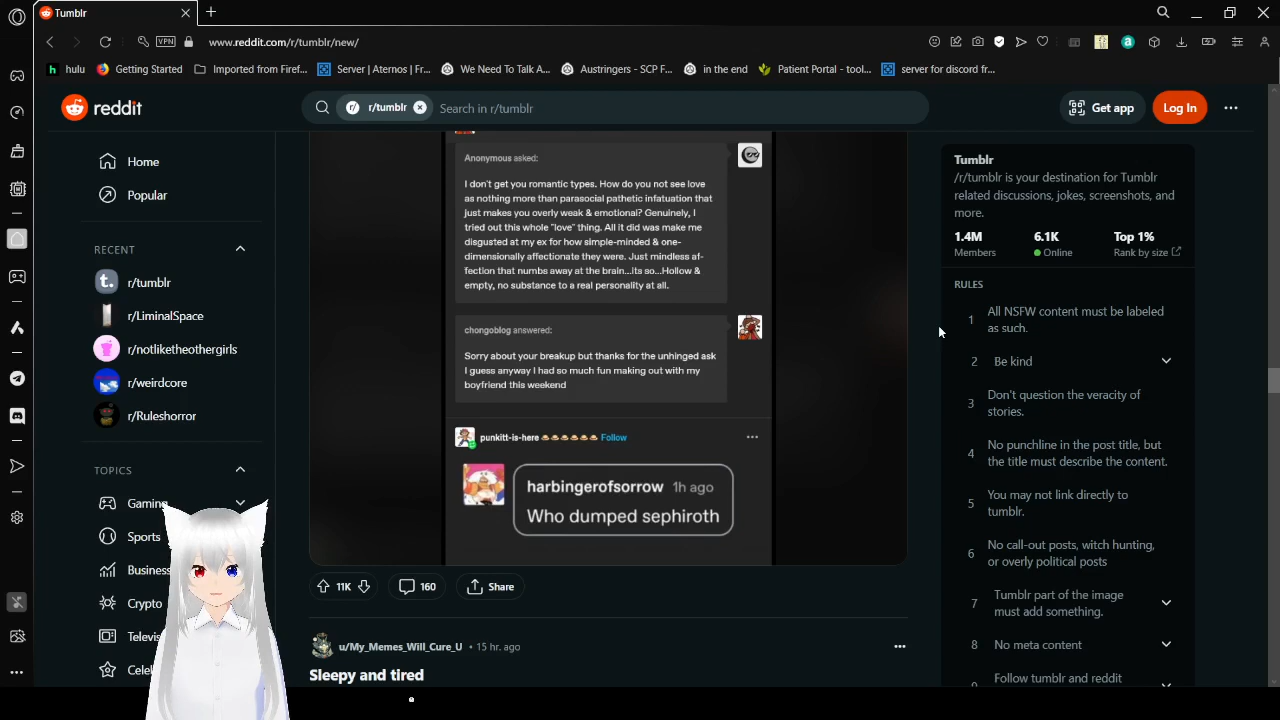 Tumblr
VPN
www.reddit.com/r/tumblr/new/
hulu
Getting Started
Imported from Firef...
Server | Aternos | Fr...
We Need To Talk A...
Austringers - SCP F...
in the end
Patient Portal - tool...
server for discord fr...
reddit
r/tumblr
Search in r/tumblr
Get app
Log In
Home
Popular
RECENT
r/tumblr
r/LiminalSpace
r/notliketheothergirls
r/weirdcore
r/Ruleshorror
TOPICS
Gaming
Sports
Business
Crypto
Televi
Celeb
Anonymous asked:
I don't get you romantic types. How do you not see love
as nothing more than parasocial pathetic infatuation that
just makes you overly weak & emotional? Genuinely, I
tried out this whole "love" thing. All it did was make me
disgusted at my ex for how simple-minded & one-
dimensionally affectionate they were. Just mindless af-
fection that numbs away at the brain...its so...Hollow &
empty, no substance to a real personality at all.
chongoblog answered:
Sorry about your breakup but thanks for the unhinged ask
I guess anyway I had so much fun making out with my
boyfriend this weekend
punkitt-is-here Follow
harbingerofsorrow 1h ago
Who dumped sephiroth
11K
160
Share
u/My_Memes_Will_Cure_U • 15 hr. ago
Sleepy and tired
Tumblr
/r/tumblr is your destination for Tumblr
related discussions, jokes, screenshots, and
more.
1.4M
Members
6.1K
Online
Top 1%
Rank by size
RULES
1 All NSFW content must be labeled
as such.
2 Be kind
3 Don't question the veracity of
stories.
4 No punchline in the post title, but
the title must describe the content.
5 You may not link directly to
tumblr.
6 No call-out posts, witch hunting,
or overly political posts
7 Tumblr part of the image
must add something.
8 No meta content
Follow tumblr and reddit